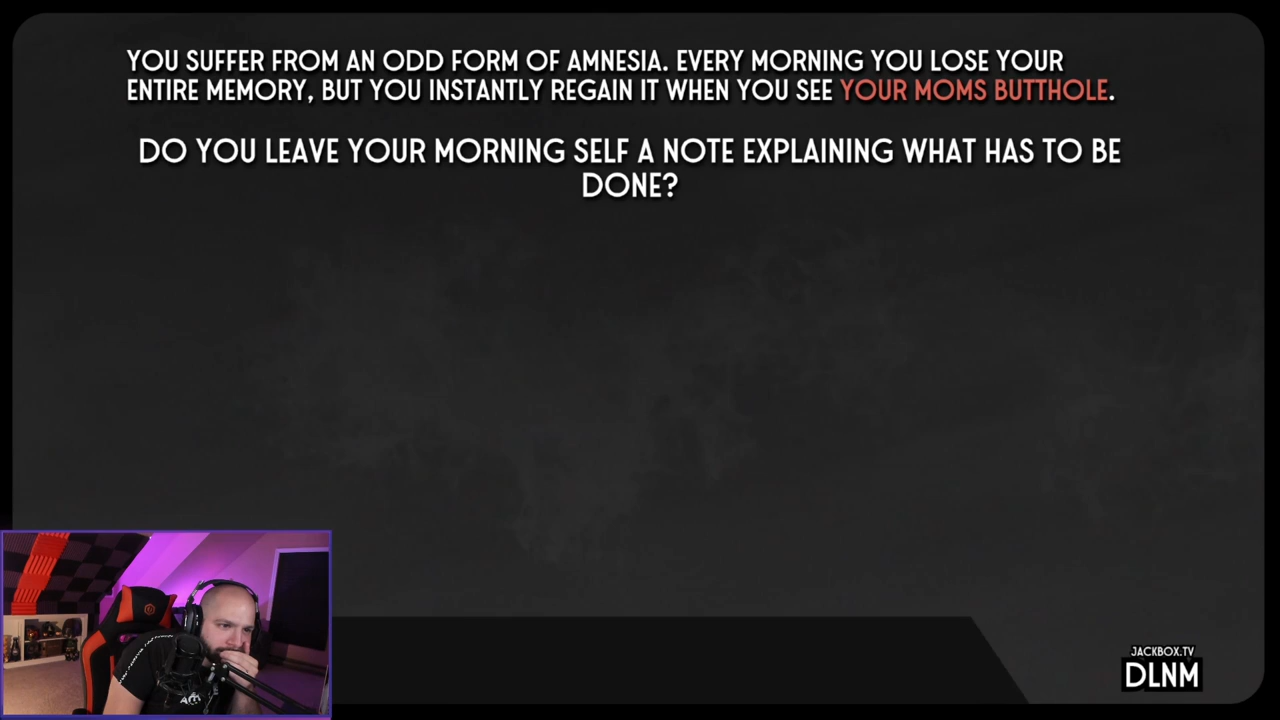 YOU SUFFER FROM AN ODD FORM OF AMNESIA. EVERY MORNING YOU LOSE YOUR
ENTIRE MEMORY, BUT YOU INSTANTLY REGAIN IT WHEN YOU SEE YOUR MOMS BUTTHOLE.
DO YOU LEAVE YOUR MORNING SELF A NOTE EXPLAINING WHAT HAS TO BE
DONE?
JACKBOX.TV
DLNM